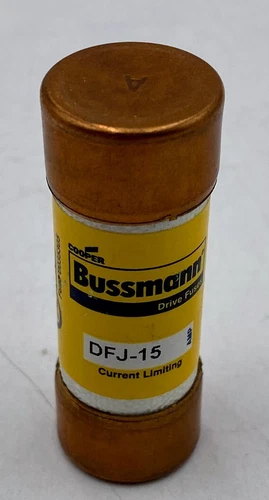 A
COOPER
Bussmann
Drive Fuse
DFJ-15
AMP
Current Limiting